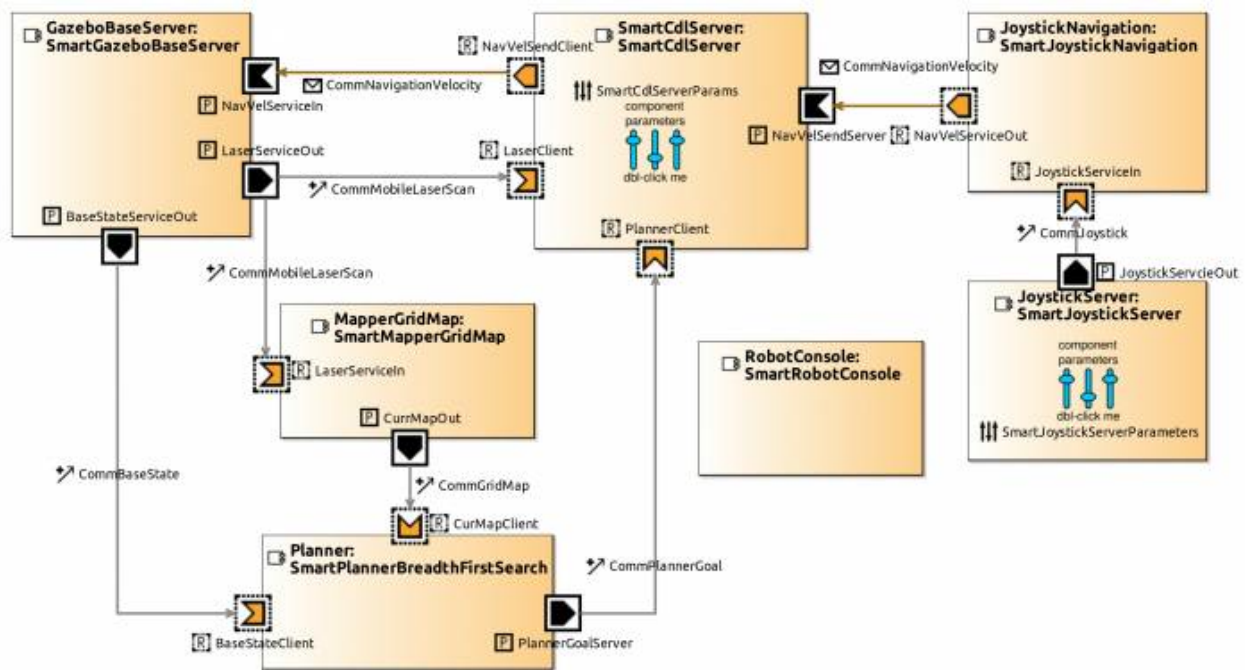 GazeboBaseServer:
SmartGazeboBaseServer
P NavVelServiceIn
P LaserServiceOut
P BaseStateServiceOut
R NavVelSendClient
CommNavigationVelocity
SmartCdlServer:
SmartCdlServer
SmartCdlServerParams
component
parameters
dbl-click me
R LaserClient
CommMobileLaserScan
R PlannerClient
P NavVelSendServer
CommNavigationVelocity
R NavVelServiceOut
JoystickNavigation:
SmartJoystickNavigation
R JoystickServiceIn
CommJoystick
P JoystickServcieOut
JoystickServer:
SmartJoystickServer
component
parameters
dbl-click me
SmartJoystickServerParameters
CommMobileLaserScan
MapperGridMap:
SmartMapperGridMap
R LaserServiceIn
P CurrMapOut
RobotConsole:
SmartRobotConsole
CommBaseState
CommGridMap
R CurMapClient
Planner:
SmartPlannerBreadthFirstSearch
CommPlannerGoal
R BaseStateClient
P PlannerGoalServer